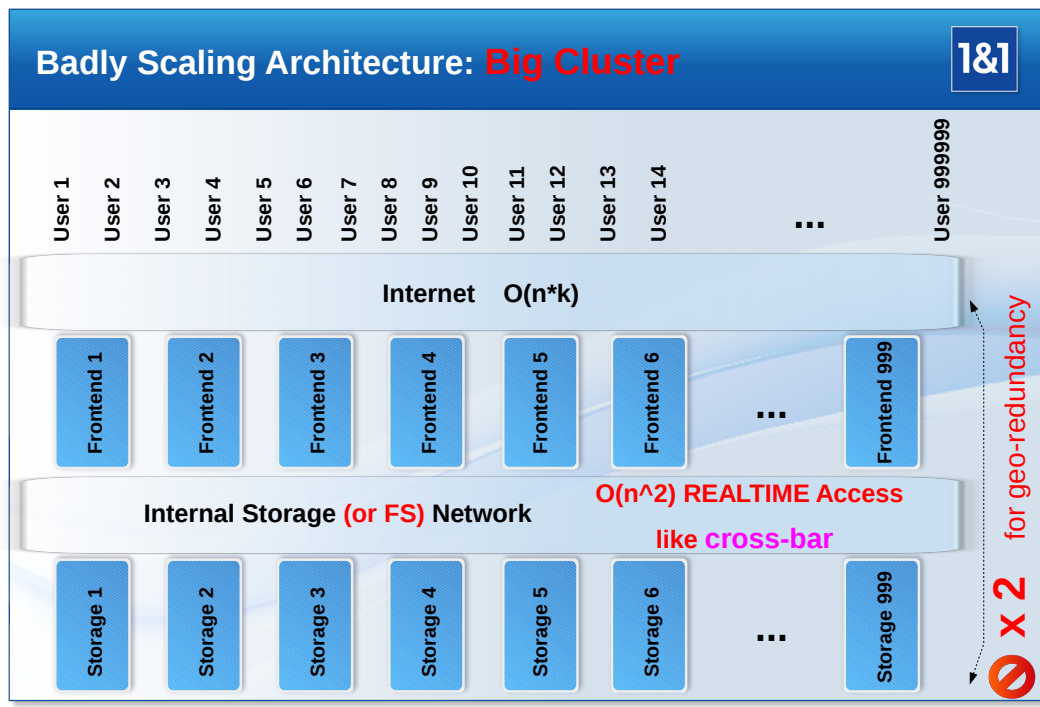 Badly Scaling Architecture: Big Cluster
1&1
User 1
User 2
User 3
User 4
User 5
User 6
User 7
User 8
User 9
User 10
User 11
User 12
User 13
User 14
...
User 999999
Internet O(n*k)
Frontend 1
Frontend 2
Frontend 3
Frontend 4
Frontend 5
Frontend 6
...
Frontend 999
Internal Storage (or FS) Network
O(n^2) REALTIME Access
like cross-bar
Storage 1
Storage 2
Storage 3
Storage 4
Storage 5
Storage 6
...
Storage 999
x 2 for geo-redundancy